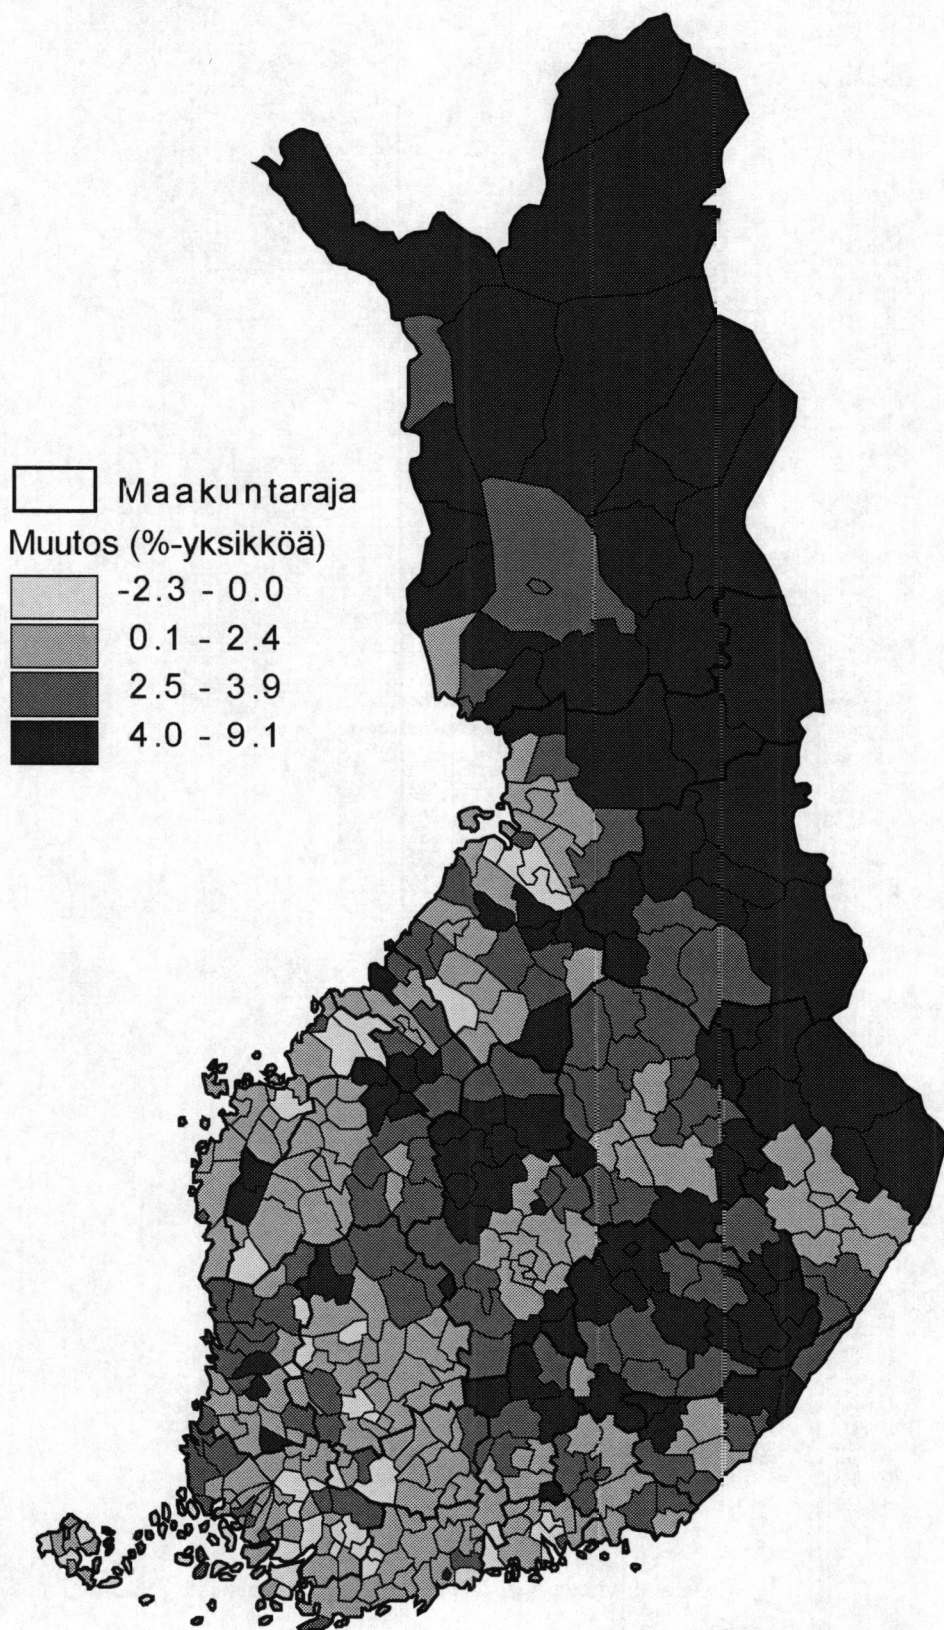 Maakuntaraja
Muutos (%-yksikköä)
-2.3 - 0.0
0.1 - 2.4
2.5 - 3.9
4.0 - 9.1